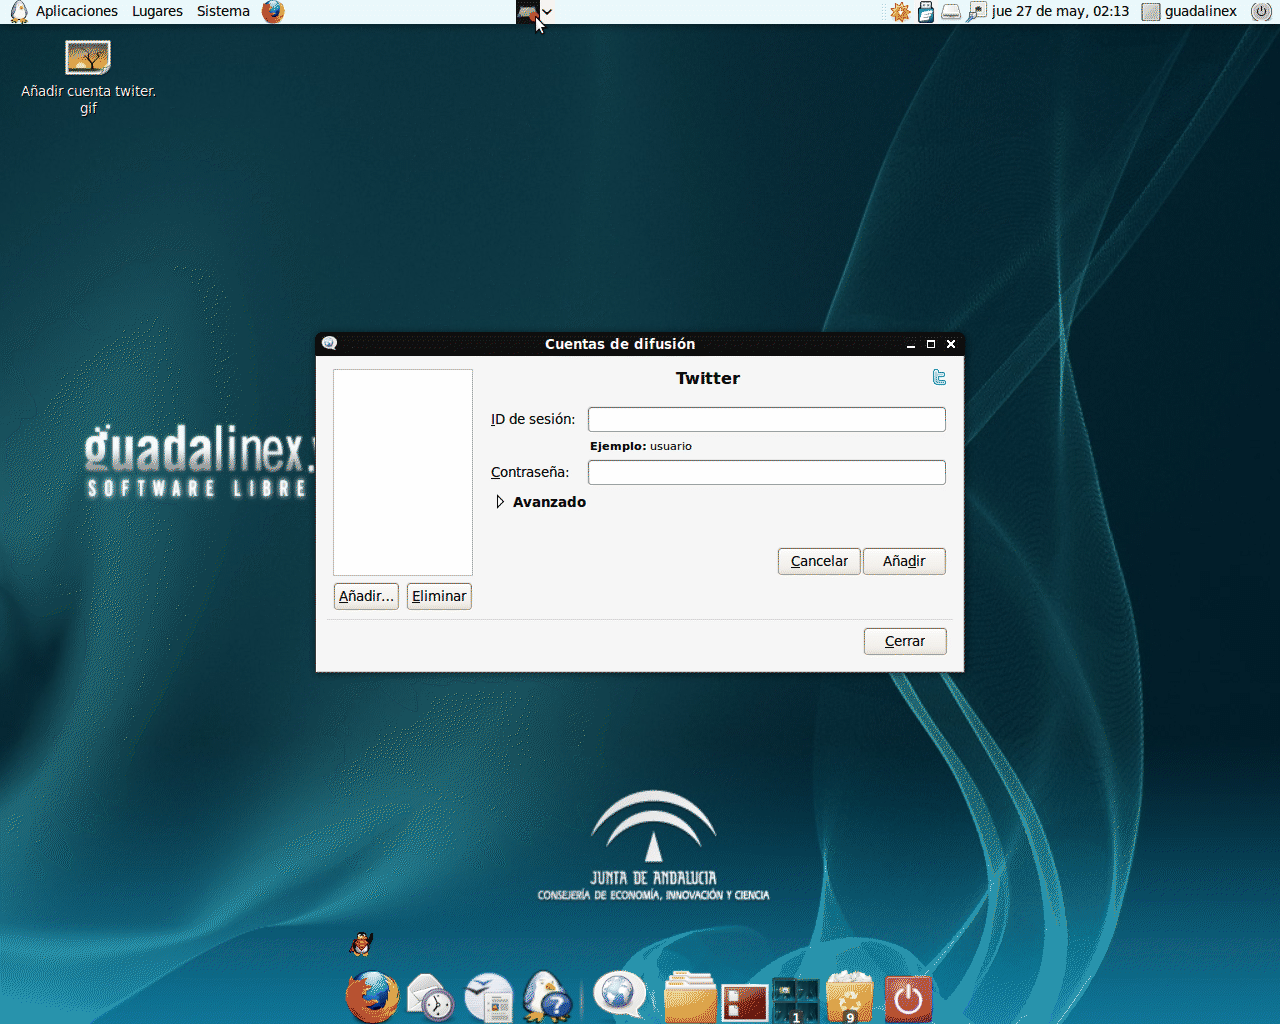 Aplicaciones Lugares Sistema
jue 27 de may, 02:13 guadalinex
Añadir cuenta twiter.
gif
Cuentas de difusión
Twitter
ID de sesión:
Ejemplo: usuario
Contraseña:
Avanzado
Cancelar Añadir
Añadir... Eliminar
Cerrar
guadalinex.
SOFTWARE LIBRE
JUNTA DE ANDALUCIA
CONSEJERÍA DE ECONOMÍA, INNOVACIÓN Y CIENCIA
1
9